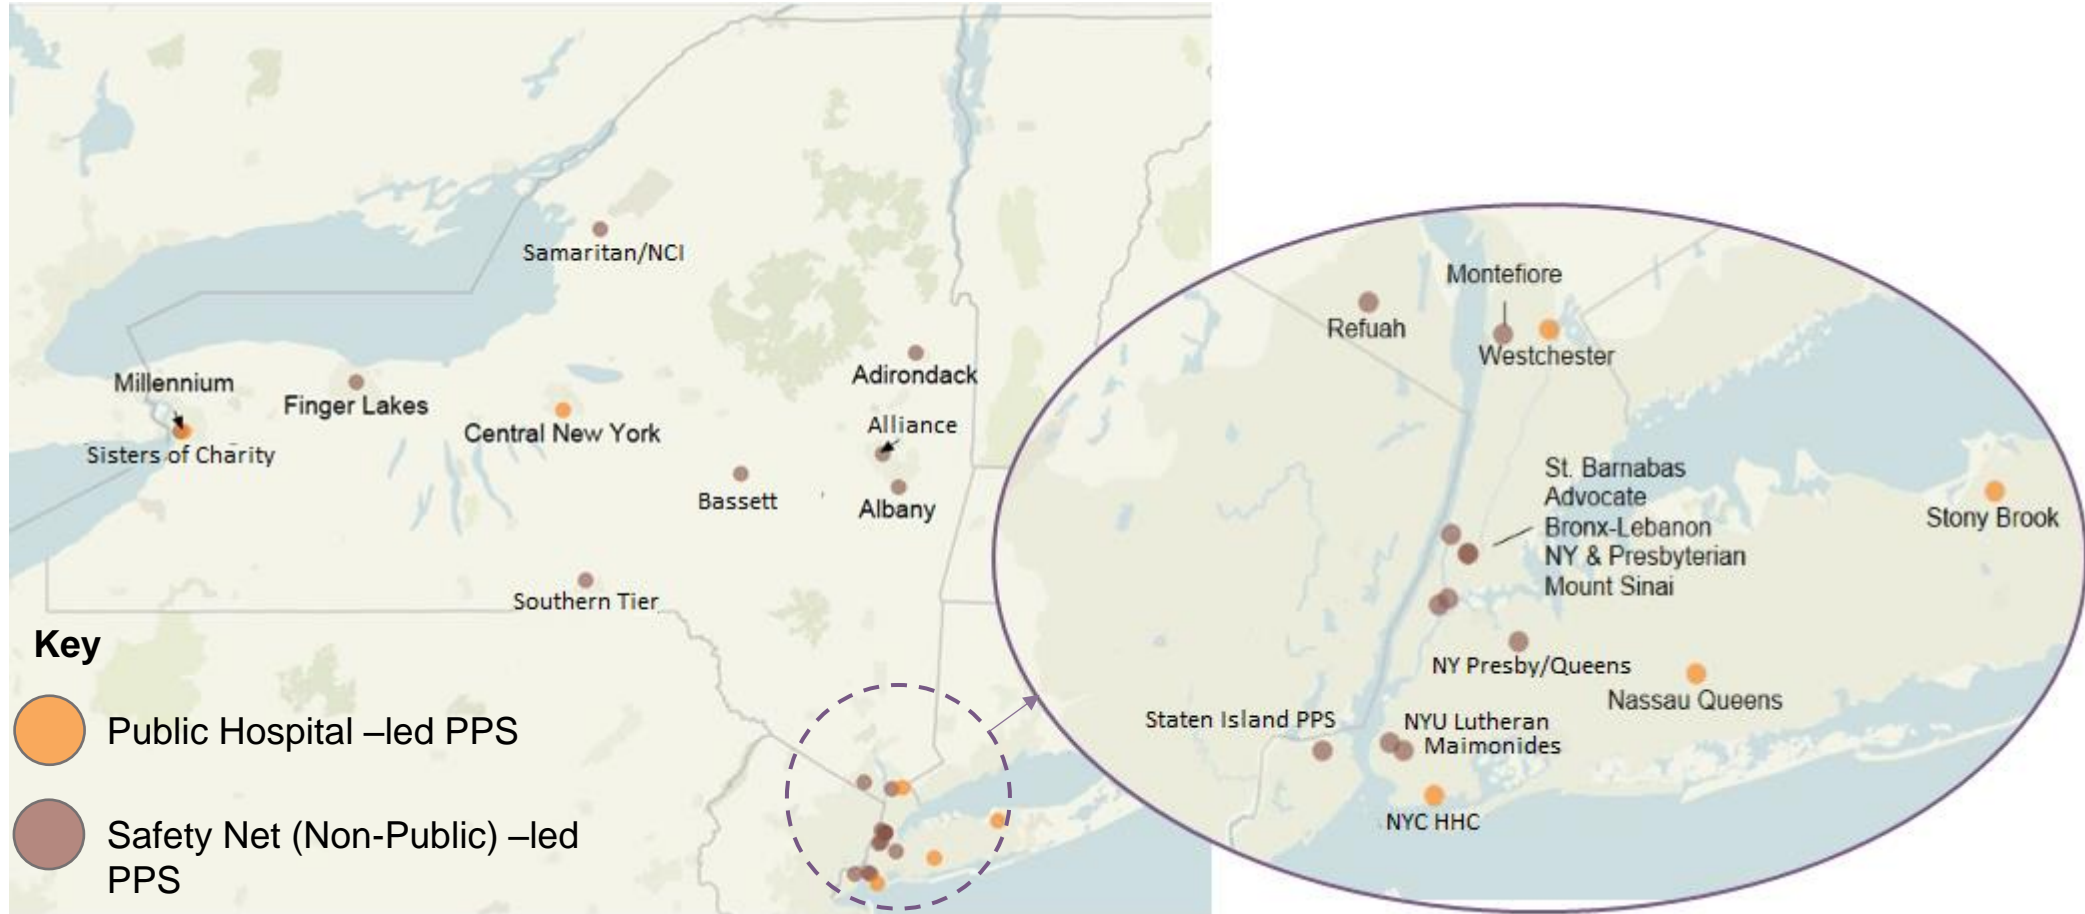 Samaritan/NCI
Millennium
Finger Lakes
Sisters of Charity
Central New York
Adirondack
Alliance
Bassett
Albany
Southern Tier
Key
Public Hospital –led PPS
Safety Net (Non-Public) –led
PPS
Montefiore
Refuah
Westchester
St. Barnabas
Advocate
Bronx-Lebanon
NY & Presbyterian
Mount Sinai
Stony Brook
NY Presby/Queens
Nassau Queens
Staten Island PPS
NYU Lutheran
Maimonides
NYC HHC